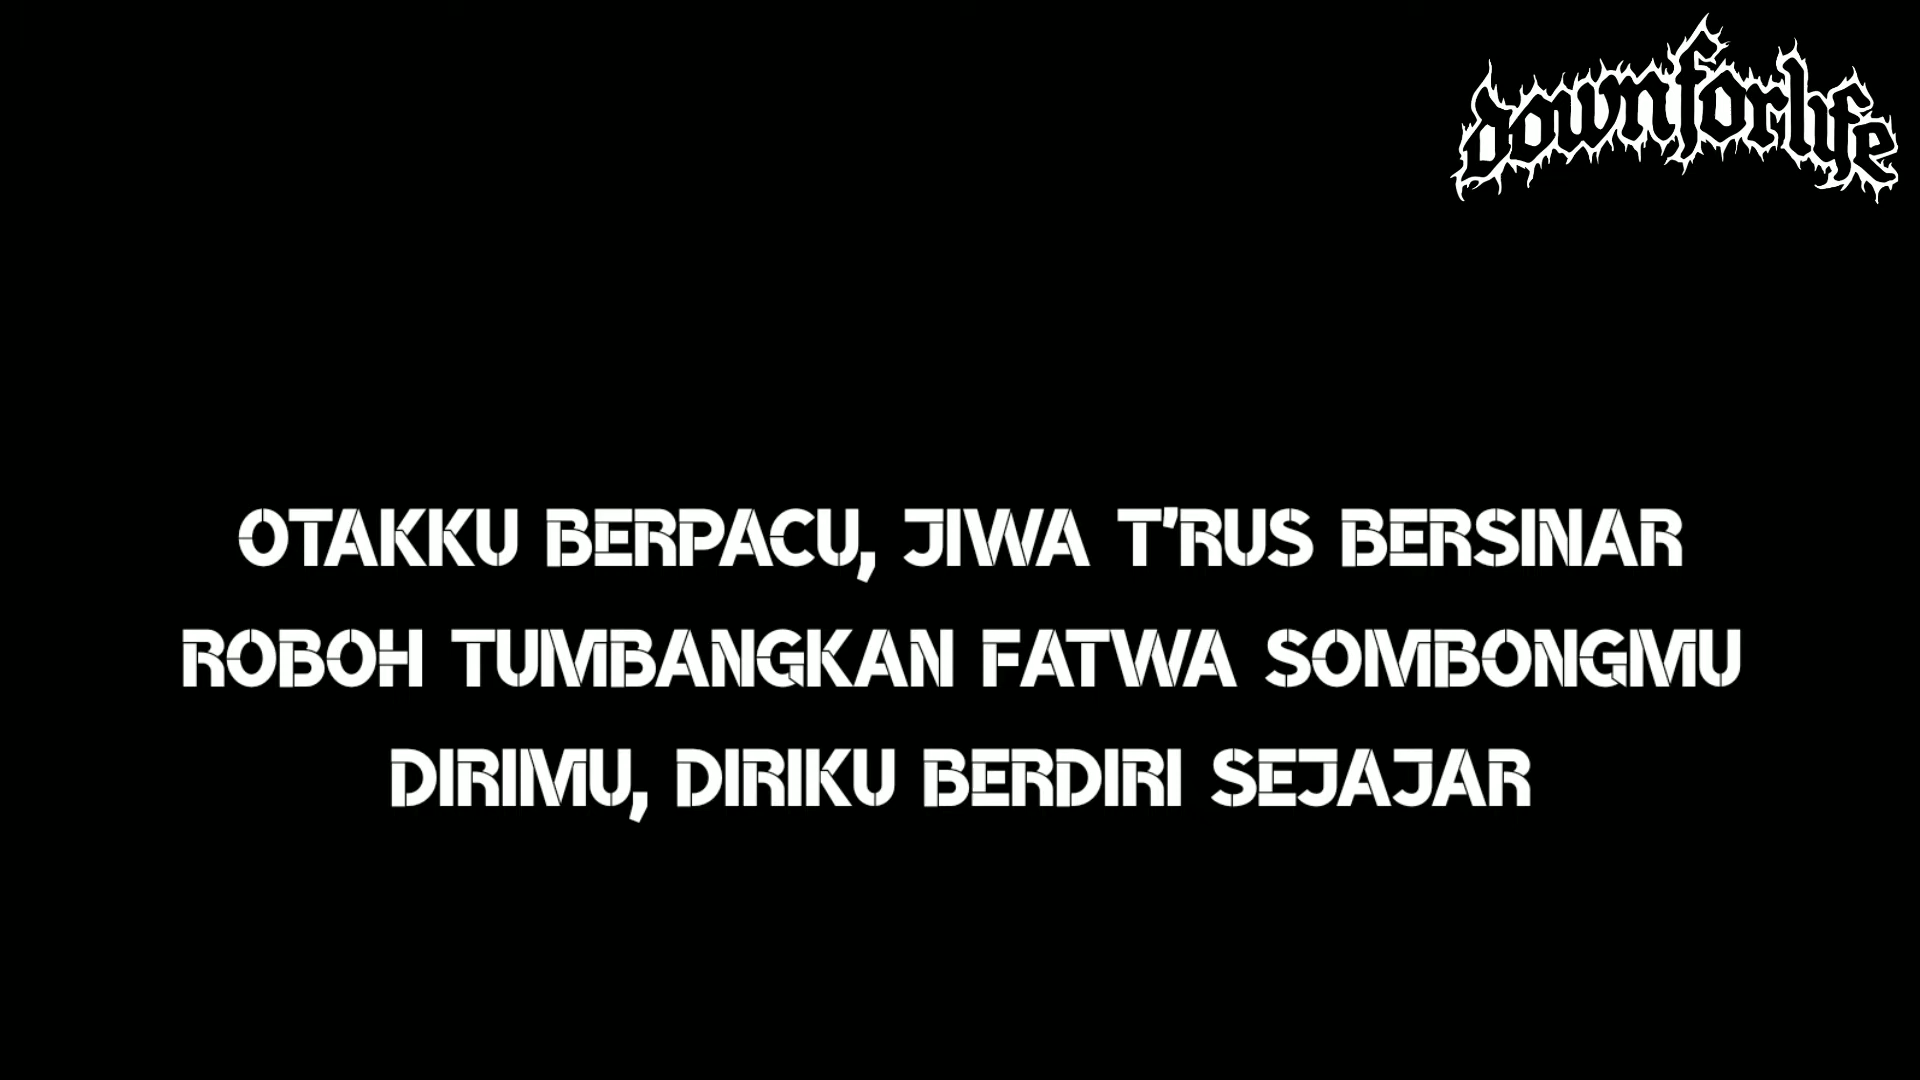 downforlife
OTAKKU BERPACU, JIWA T'RUS BERSINAR
ROBOH TUMBANGKAN FATWA SOMBONGMU
DIRIMU, DIRIKU BERDIRI SEJAJAR